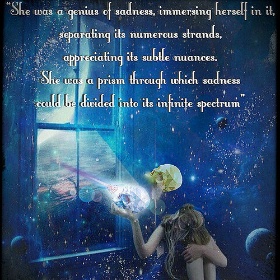 “She was a genius of sadness, immersing herself in it,
separating its numerous strands,
appreciating its subtle nuances.
She was a prism through which sadness
could be divided into its infinite spectrum”